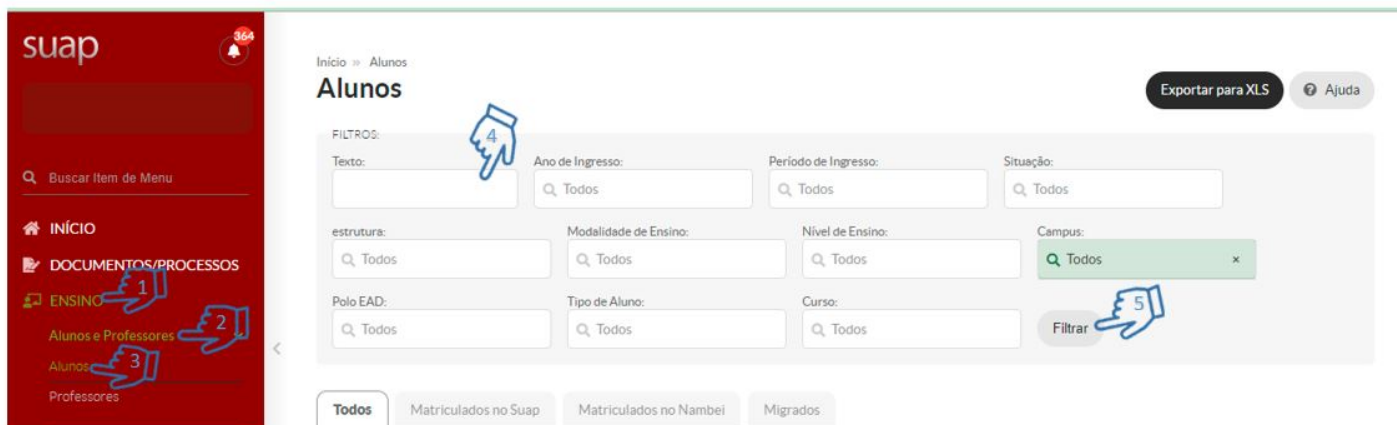 suap
364
Buscar Item de Menu
INÍCIO
DOCUMENTOS/PROCESSOS
1
ENSINO
2
Alunos e Professores
3
Alunos
Professores
Início » Alunos
Alunos
Exportar para XLS
Ajuda
FILTROS:
4
Texto: Ano de Ingresso: Período de Ingresso: Situação:
Todos Todos Todos
estrutura: Modalidade de Ensino: Nível de Ensino: Campus:
Todos Todos Todos Todos ×
Polo EAD: Tipo de Aluno: Curso:
Todos Todos Todos Filtrar
5
Todos Matriculados no Suap Matriculados no Nambei Migrados